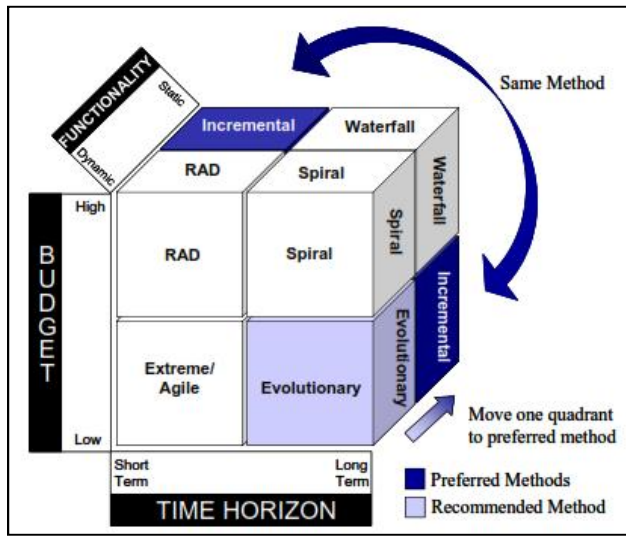 FUNCTIONALITY
Static
Dynamic
Same Method
Incremental
Waterfall
RAD
Spiral
High
RAD
Spiral
Spiral
Waterfall
BUDGET
Extreme/
Agile
Evolutionary
Evolutionary
Incremental
Low
Move one quadrant
to preferred method
Short
Term
Long
Term
Preferred Methods
Recommended Method
TIME HORIZON